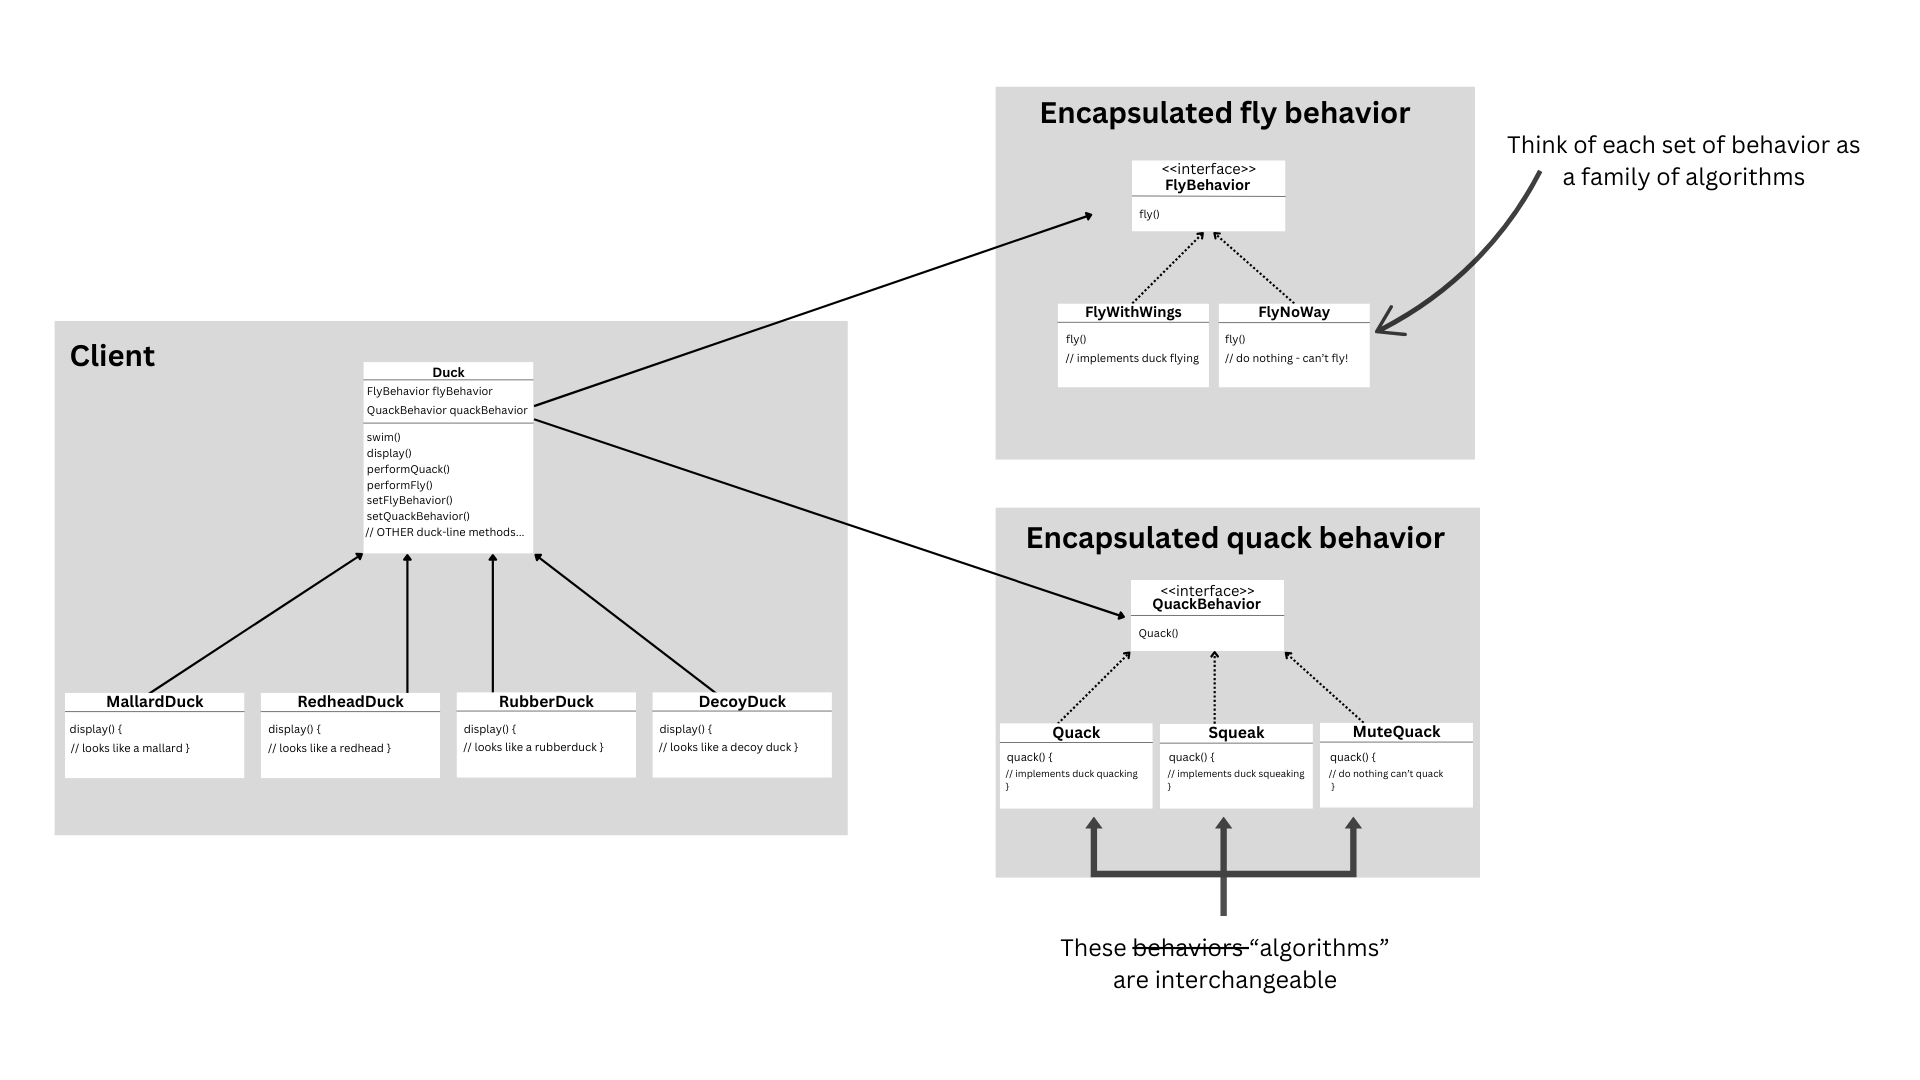 Encapsulated fly behavior
<<interface>>
FlyBehavior
fly()
FlyWithWings
fly()
// implements duck flying
FlyNoWay
fly()
// do nothing - can't fly!
Think of each set of behavior as
a family of algorithms
Client
Duck
FlyBehavior flyBehavior
QuackBehavior quackBehavior
swim()
display()
performQuack()
performFly()
setFlyBehavior()
setQuackBehavior()
// OTHER duck-line methods...
MallardDuck
display() {
// looks like a mallard }
RedheadDuck
display() {
// looks like a redhead }
RubberDuck
display() {
// looks like a rubberduck }
DecoyDuck
display() {
// looks like a decoy duck }
Encapsulated quack behavior
<<interface>>
QuackBehavior
Quack()
Quack
quack() {
// implements duck quacking
}
Squeak
quack() {
// implements duck squeaking
}
MuteQuack
quack() {
// do nothing can't quack
}
These behaviors “algorithms”
are interchangeable